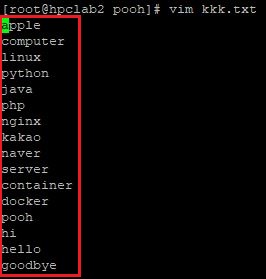 [root@hpclab2 pooh]# vim kkk.txt
apple
computer
linux
python
java
php
nginx
kakao
naver
server
container
docker
pooh
hi
hello
goodbye